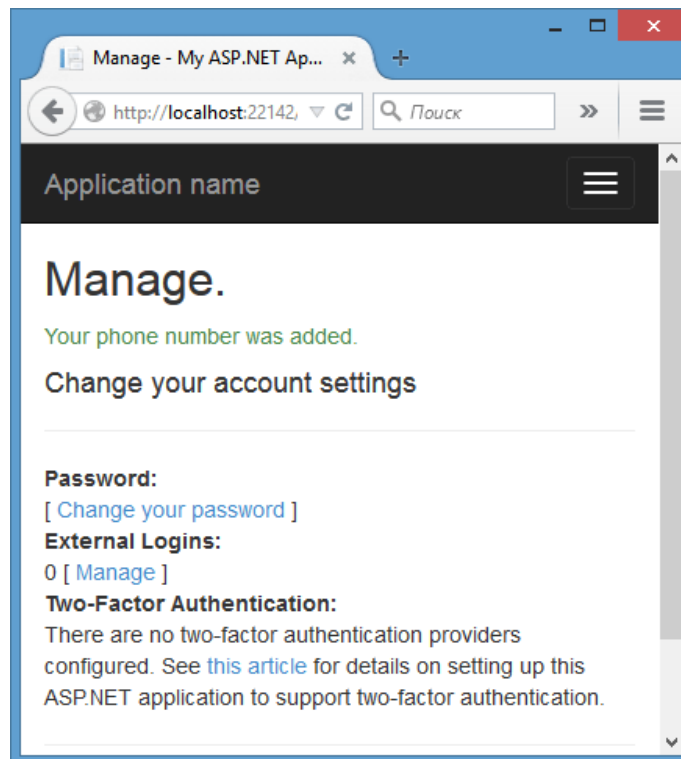 Manage - My ASP.NET Ap...
http://localhost:22142,
Поиск
Application name
Manage.
Your phone number was added.
Change your account settings
Password:
[ Change your password ]
External Logins:
0 [ Manage ]
Two-Factor Authentication:
There are no two-factor authentication providers
configured. See this article for details on setting up this
ASP.NET application to support two-factor authentication.